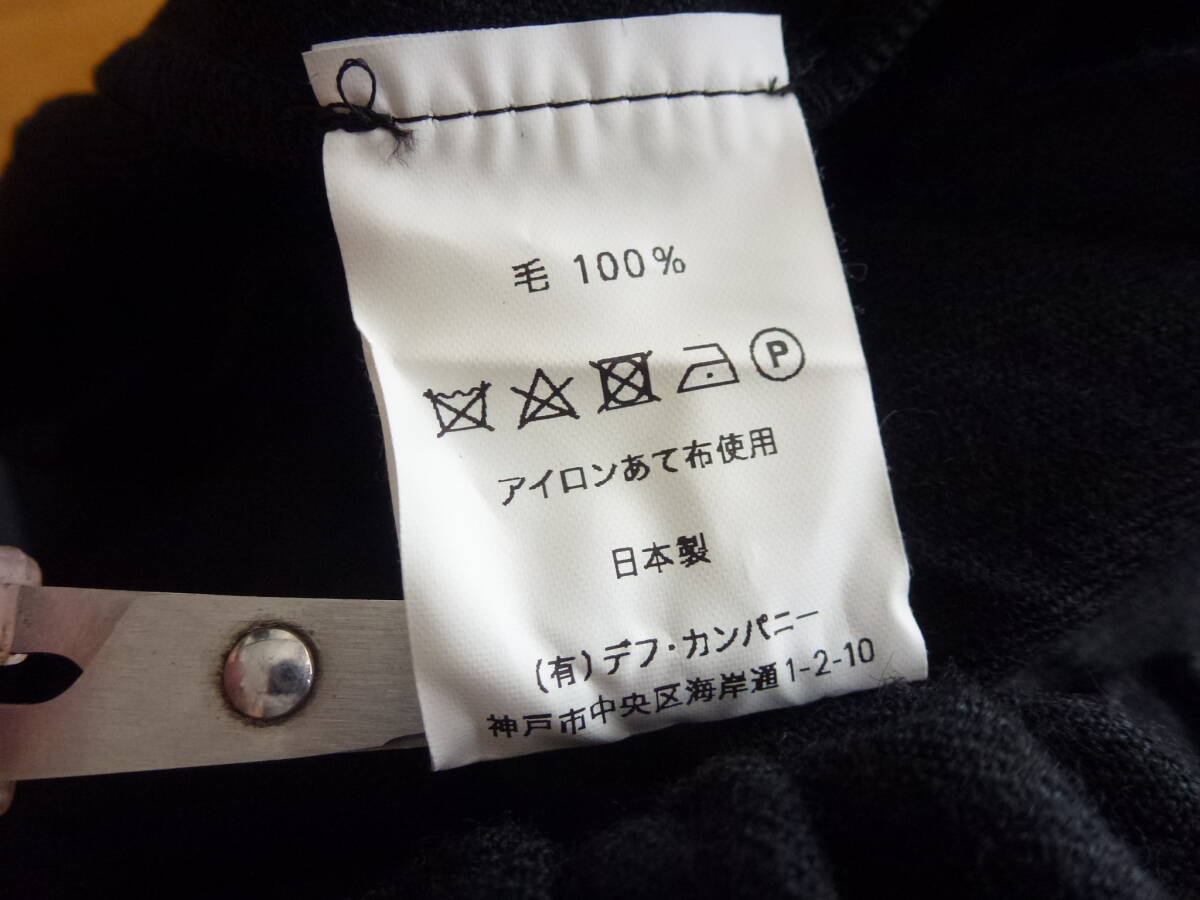 毛 100%
P
アイロンあて布使用
日本製
(有)デフ・カンパニー
神戸市中央区海岸通1-2-10